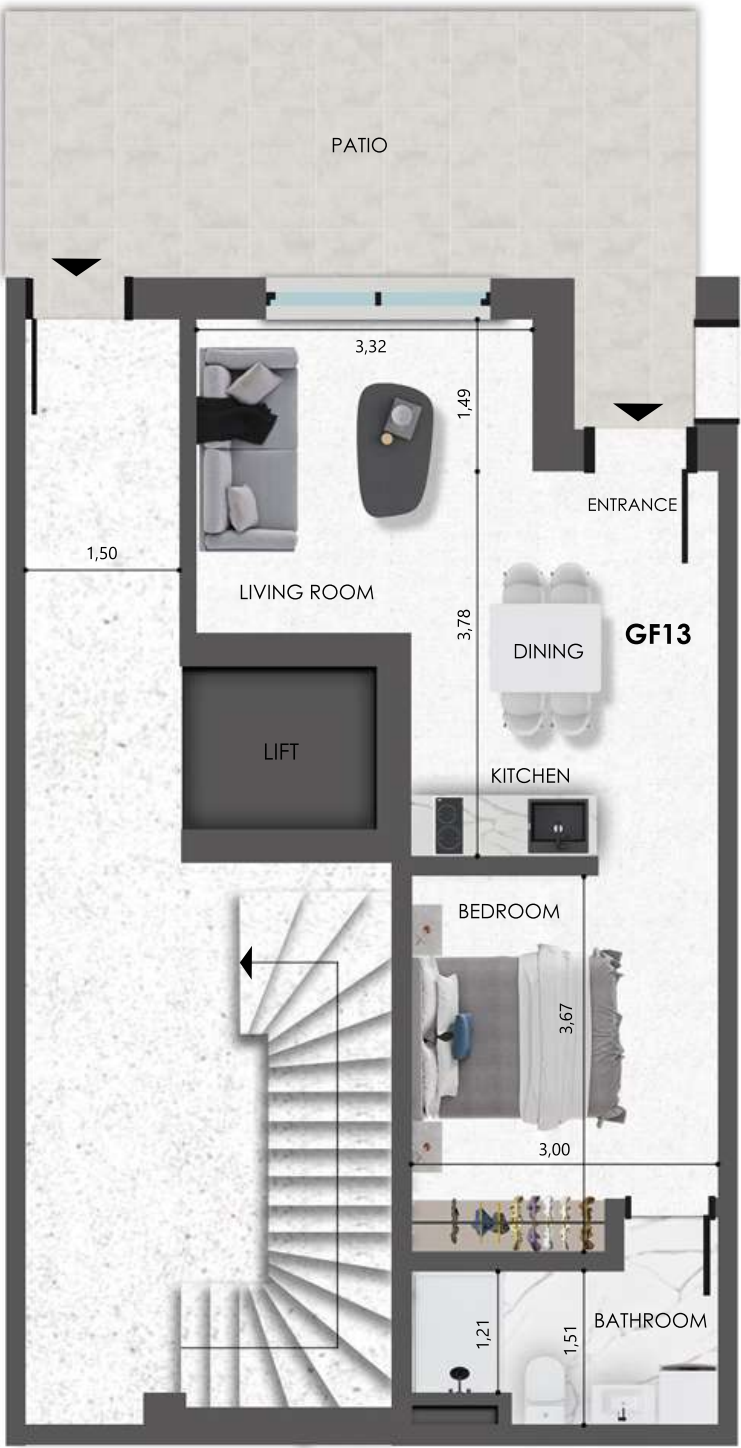 PATIO
3,32
1,49
ENTRANCE
1,50
LIVING ROOM
3,78
GF13
DINING
LIFT
KITCHEN
BEDROOM
3,67
3,00
1,21
1,51
BATHROOM